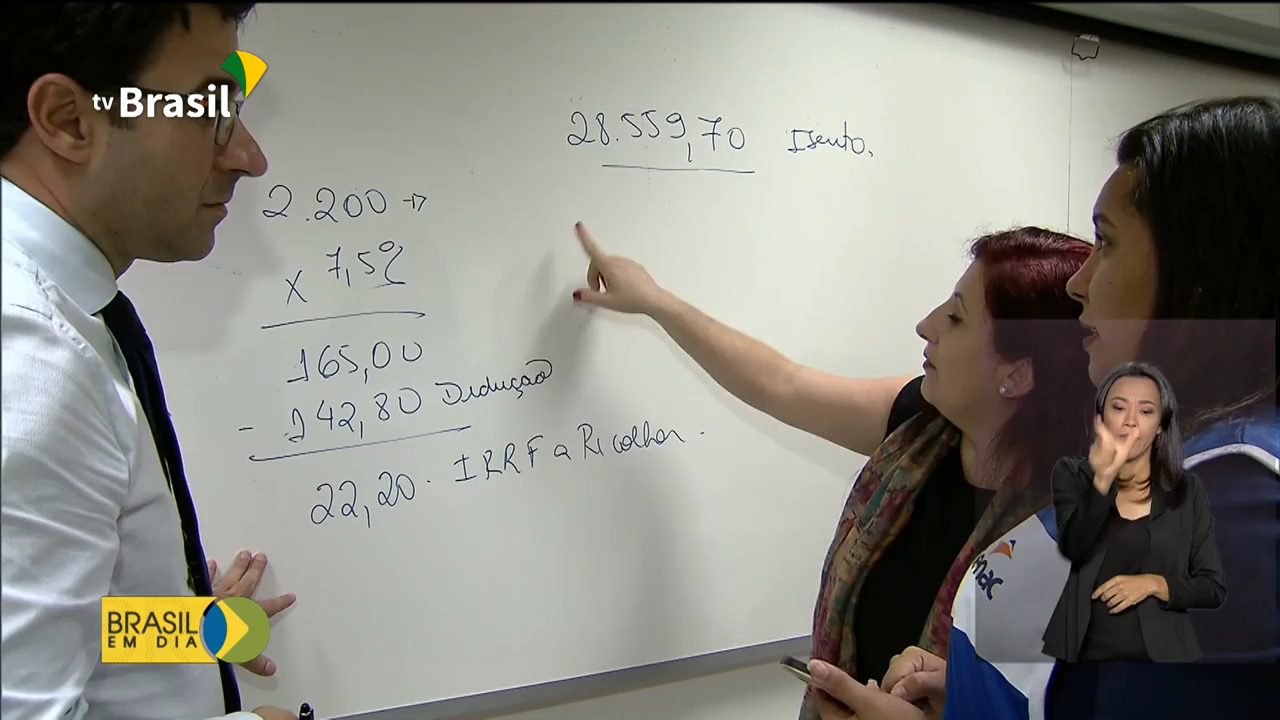 tv Brasil
28.559,70 Isento.
2.200 →
x 7,5%
165,00
- 142,80 Dedução
22,20. IRRF a Ricolher.
BRASIL
EM DIA